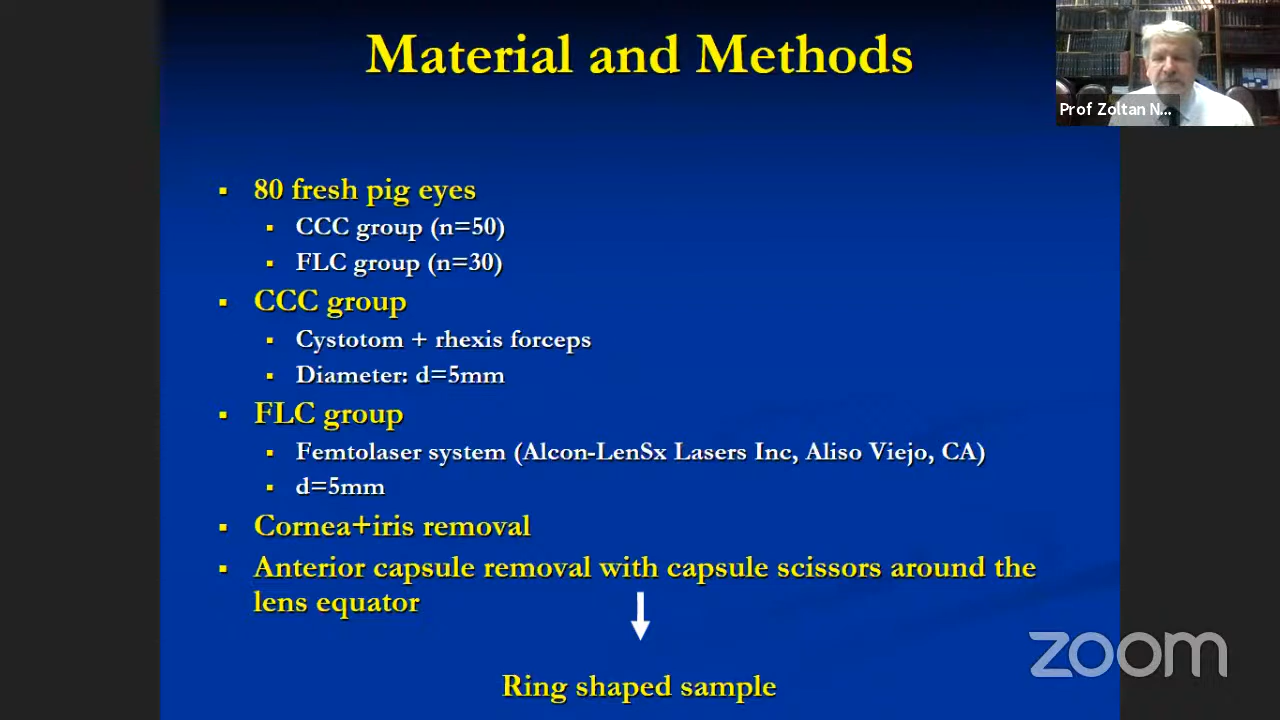 Material and Methods
Prof Zoltan N...
▪ 80 fresh pig eyes
▪ CCC group (n=50)
▪ FLC group (n=30)
▪ CCC group
▪ Cystotom + rhexis forceps
▪ Diameter: d=5mm
▪ FLC group
▪ Femtolaser system (Alcon-LenSx Lasers Inc, Aliso Viejo, CA)
▪ d=5mm
▪ Cornea+iris removal
▪ Anterior capsule removal with capsule scissors around the
lens equator
Ring shaped sample
zoom